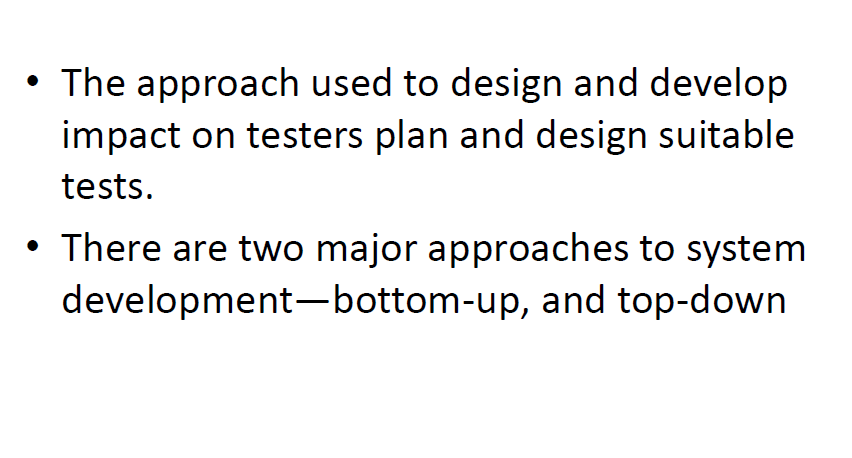 • The approach used to design and develop
impact on testers plan and design suitable
tests.
• There are two major approaches to system
development—bottom-up, and top-down